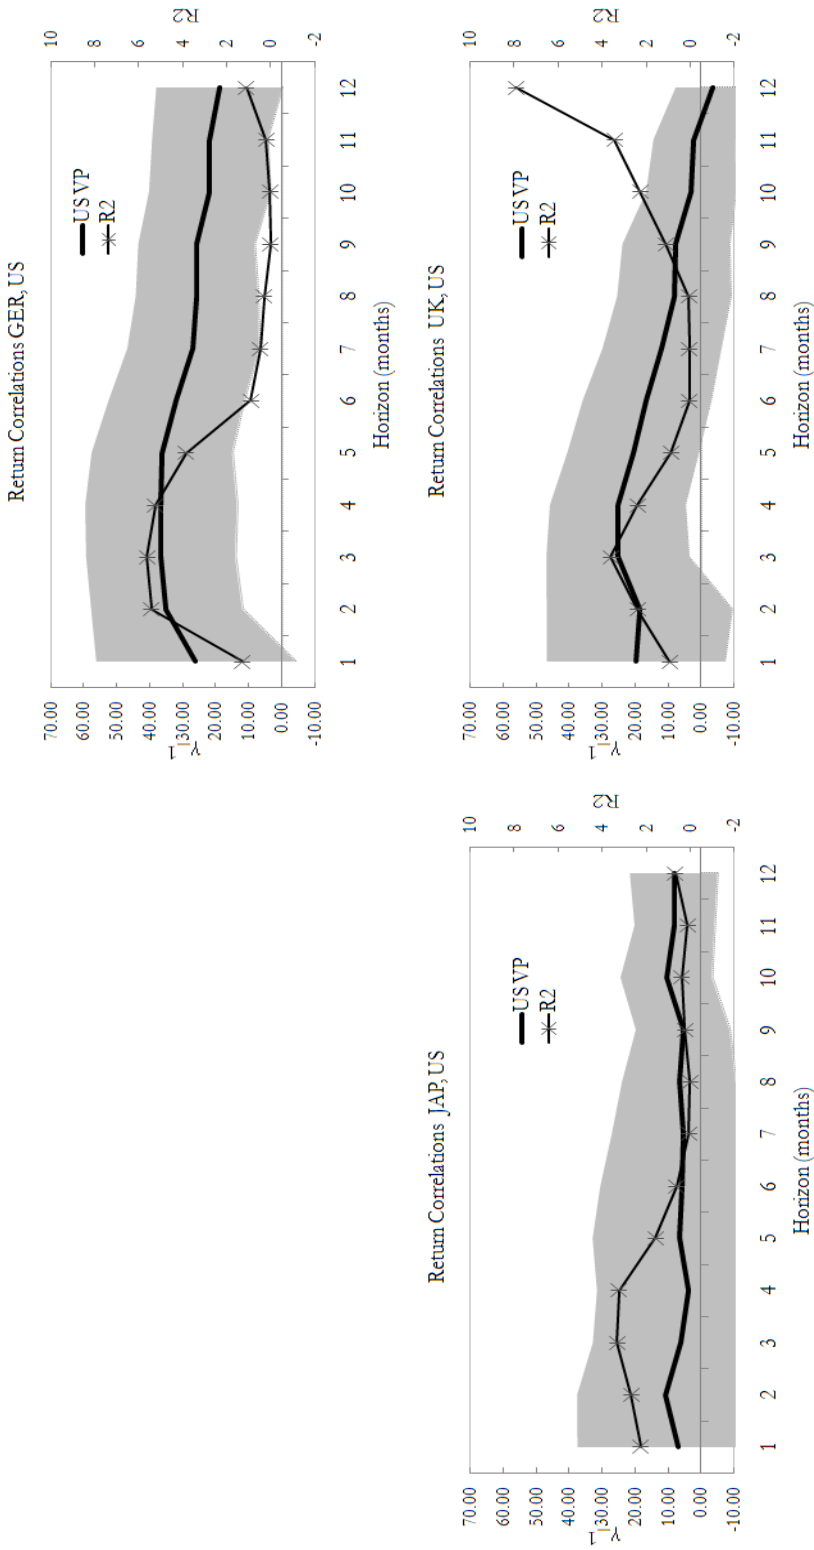 Return Correlations GER, US
70.00
60.00
50.00
40.00
30.00
20.00
10.00
0.00
-10.00
γ_1
10
8
6
4
2
0
-2
R2
US VP
R2
1 2 3 4 5 6 7 8 9 10 11 12
Horizon (months)
Return Correlations JAP, US
70.00
60.00
50.00
40.00
30.00
20.00
10.00
0.00
-10.00
γ_1
10
8
6
4
2
0
-2
R2
US VP
R2
1 2 3 4 5 6 7 8 9 10 11 12
Horizon (months)
Return Correlations UK, US
70.00
60.00
50.00
40.00
30.00
20.00
10.00
0.00
-10.00
γ_1
10
8
6
4
2
0
-2
R2
US VP
R2
1 2 3 4 5 6 7 8 9 10 11 12
Horizon (months)